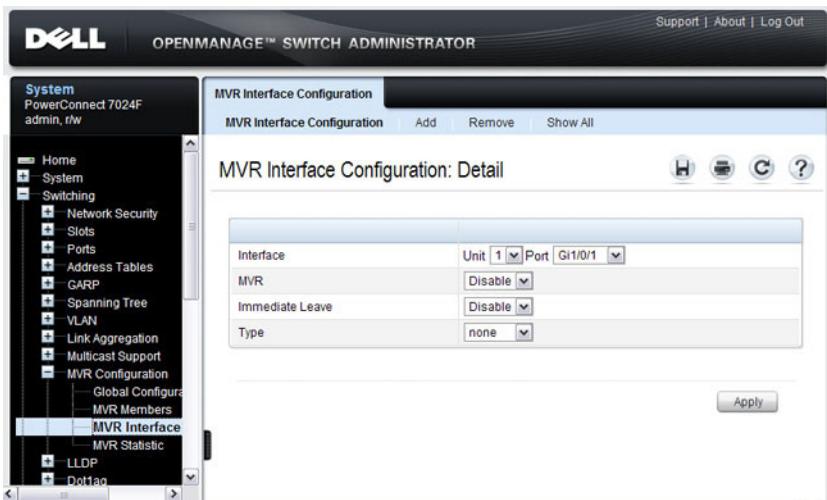 Support | About | Log Out
DELL OPENMANAGE™ SWITCH ADMINISTRATOR
System
PowerConnect 7024F
admin, r/w
Home
System
Switching
Network Security
Slots
Ports
Address Tables
GARP
Spanning Tree
VLAN
Link Aggregation
Multicast Support
MVR Configuration
Global Configura
MVR Members
MVR Interface
MVR Statistic
LLDP
Dot1ag
MVR Interface Configuration
MVR Interface Configuration Add Remove Show All
MVR Interface Configuration: Detail
Interface Unit 1 Port Gi1/0/1
MVR Disable
Immediate Leave Disable
Type none
Apply